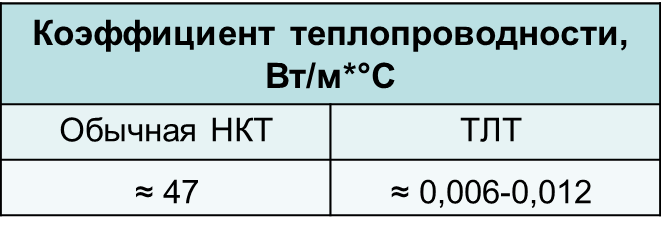 Коэффициент теплопроводности,
Вт/м*°С
Обычная НКТ
ТЛТ
≈ 47
≈ 0,006-0,012